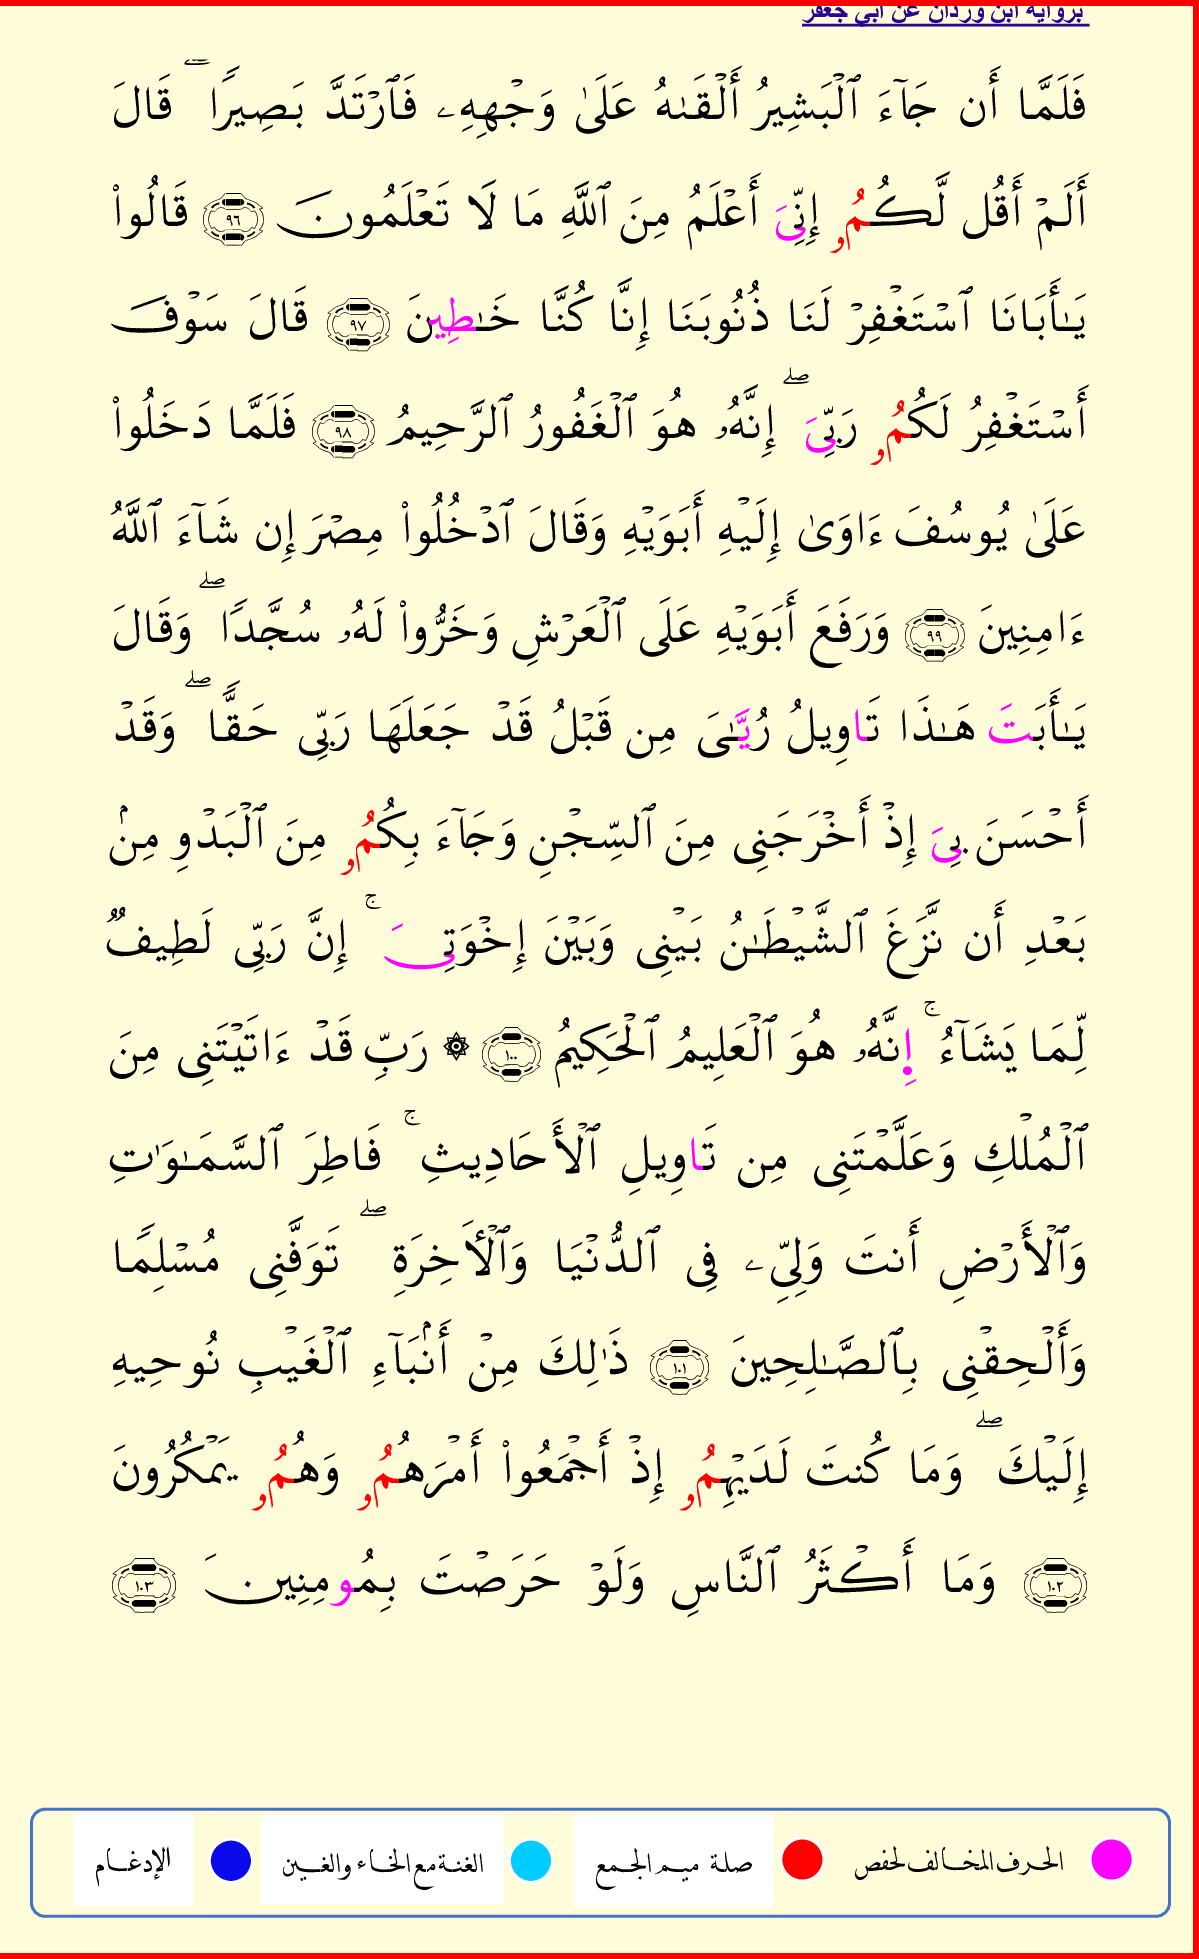 برواية ابن وردان عن أبي جعفر
فَلَمَّآ أَن جَآءَ ٱلۡبَشِيرُ أَلۡقَىٰهُ عَلَىٰ وَجۡهِهِۦ فَٱرۡتَدَّ بَصِيرٗاۖ قَالَ
أَلَمۡ أَقُل لَّكُمُۥ إِنِّيَ أَعۡلَمُ مِنَ ٱللَّهِ مَا لَا تَعۡلَمُونَ ٩٦ قَالُواْ
يَـٰٓأَبَانَا ٱسۡتَغۡفِرۡ لَنَا ذُنُوبَنَا إِنَّا كُنَّا خَٰطِينَ ٩٧ قَالَ سَوۡفَ
أَسۡتَغۡفِرُ لَكُمُۥ رَبِّيَۖ إِنَّهُۥ هُوَ ٱلۡغَفُورُ ٱلرَّحِيمُ ٩٨ فَلَمَّا دَخَلُواْ
عَلَىٰ يُوسُفَ ءَاوَىٰ إِلَيۡهِ أَبَوَيۡهِ وَقَالَ ٱدۡخُلُواْ مِصۡرَ إِن شَآءَ ٱللَّهُ
ءَامِنِينَ ٩٩ وَرَفَعَ أَبَوَيۡهِ عَلَى ٱلۡعَرۡشِ وَخَرُّواْ لَهُۥ سُجَّدٗاۖ وَقَالَ
يَـٰٓأَبَتَ هَٰذَا تَاوِيلُ رُيَّٰيَ مِن قَبۡلُ قَدۡ جَعَلَهَا رَبِّي حَقّٗاۖ وَقَدۡ
أَحۡسَنَ بِيَ إِذۡ أَخۡرَجَنِي مِنَ ٱلسِّجۡنِ وَجَآءَ بِكُمُۥ مِنَ ٱلۡبَدۡوِ مِنۢ
بَعۡدِ أَن نَّزَغَ ٱلشَّيۡطَٰنُ بَيۡنِي وَبَيۡنَ إِخۡوَتِيَۚ إِنَّ رَبِّي لَطِيفٞ
لِّمَا يَشَآءُۚ اِنَّهُۥ هُوَ ٱلۡعَلِيمُ ٱلۡحَكِيمُ ١٠٠ ۞ رَبِّ قَدۡ ءَاتَيۡتَنِي مِنَ
ٱلۡمُلۡكِ وَعَلَّمۡتَنِي مِن تَاوِيلِ ٱلۡأَحَادِيثِۚ فَاطِرَ ٱلسَّمَٰوَٰتِ
وَٱلۡأَرۡضِ أَنتَ وَلِيِّۦ فِي ٱلدُّنۡيَا وَٱلۡأٓخِرَةِۖ تَوَفَّنِي مُسۡلِمٗا
وَأَلۡحِقۡنِي بِٱلصَّٰلِحِينَ ١٠١ ذَٰلِكَ مِنۡ أَنۢبَآءِ ٱلۡغَيۡبِ نُوحِيهِ
إِلَيۡكَۖ وَمَا كُنتَ لَدَيۡهِمُۥ إِذۡ أَجۡمَعُواْ أَمۡرَهُمُۥ وَهُمُۥ يَمۡكُرُونَ
١٠٢ وَمَا أَكۡثَرُ ٱلنَّاسِ وَلَوۡ حَرَصۡتَ بِمُومِنِينَ ١٠٣
الحرف المخالف لحفص صلة ميم الجمع الغنة مع الخاء والغين الإدغام